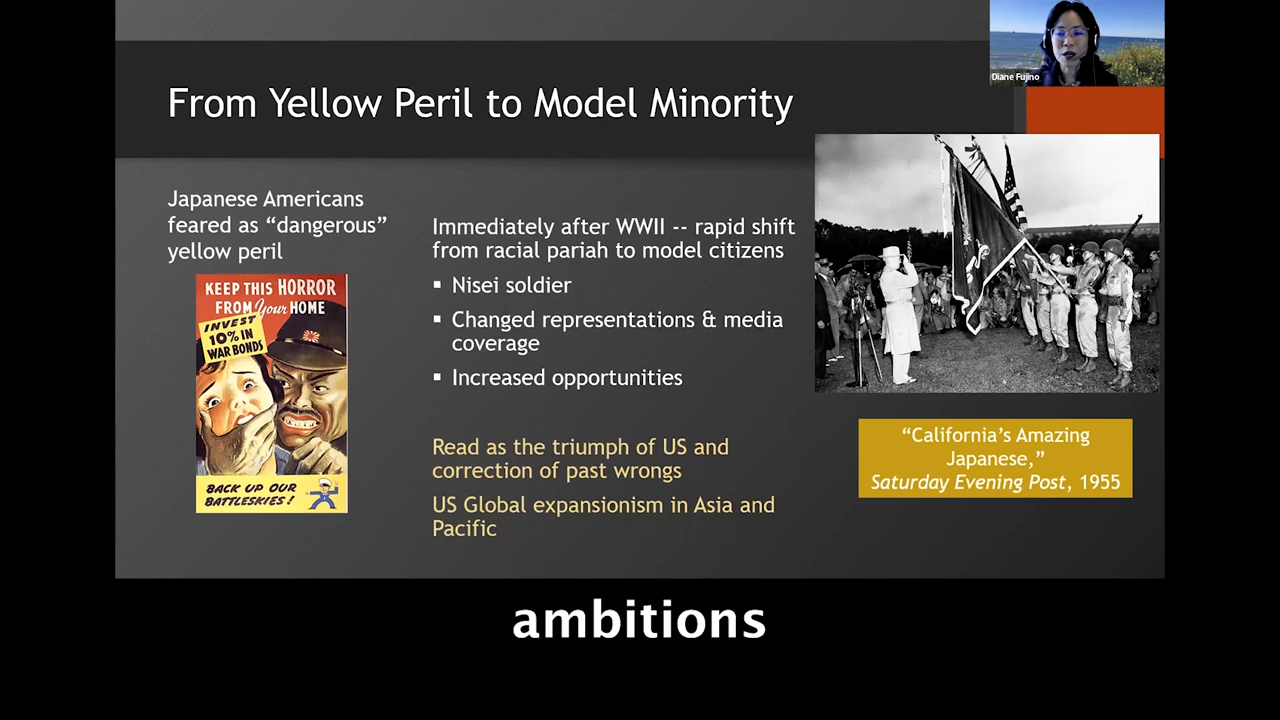 Diane Fujino
From Yellow Peril to Model Minority
Japanese Americans
feared as “dangerous”
yellow peril
KEEP THIS HORROR
FROM Your HOME
INVEST
10% IN
WAR BONDS
BACK UP OUR
BATTLESKIES!
Immediately after WWII -- rapid shift
from racial pariah to model citizens
▪ Nisei soldier
▪ Changed representations & media
coverage
▪ Increased opportunities
Read as the triumph of US and
correction of past wrongs
US Global expansionism in Asia and
Pacific
“California’s Amazing
Japanese,”
Saturday Evening Post, 1955
ambitions